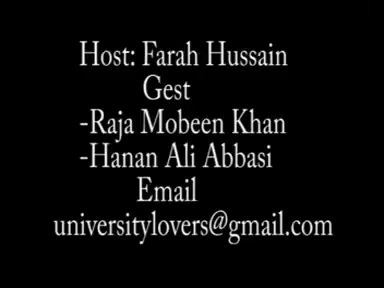 Host: Farah Hussain
Gest
-Raja Mobeen Khan
-Hanan Ali Abbasi
Email
universitylovers@gmail.com